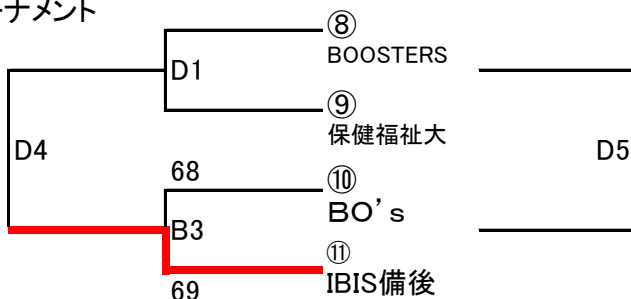 ーナメント
⑧
BOOSTERS
D1
⑨
保健福祉大
D4
D5
68
⑩
BO’s
B3
⑪
IBIS備後
69